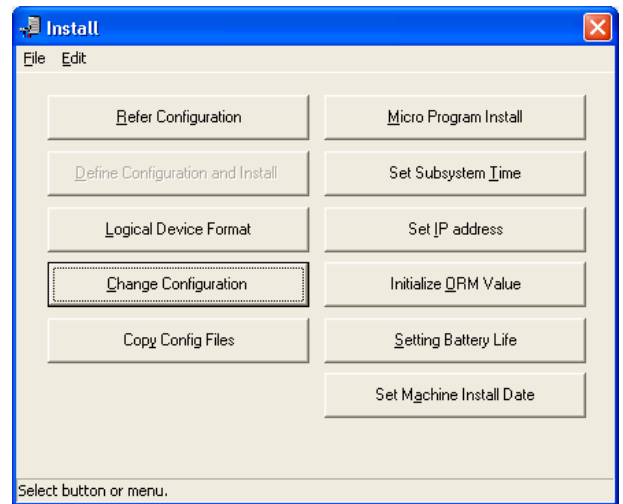 Install
File Edit
Refer Configuration
Micro Program Install
Define Configuration and Install
Set Subsystem Time
Logical Device Format
Set IP address
Change Configuration
Initialize ORM Value
Copy Config Files
Setting Battery Life
Set Machine Install Date
Select button or menu.